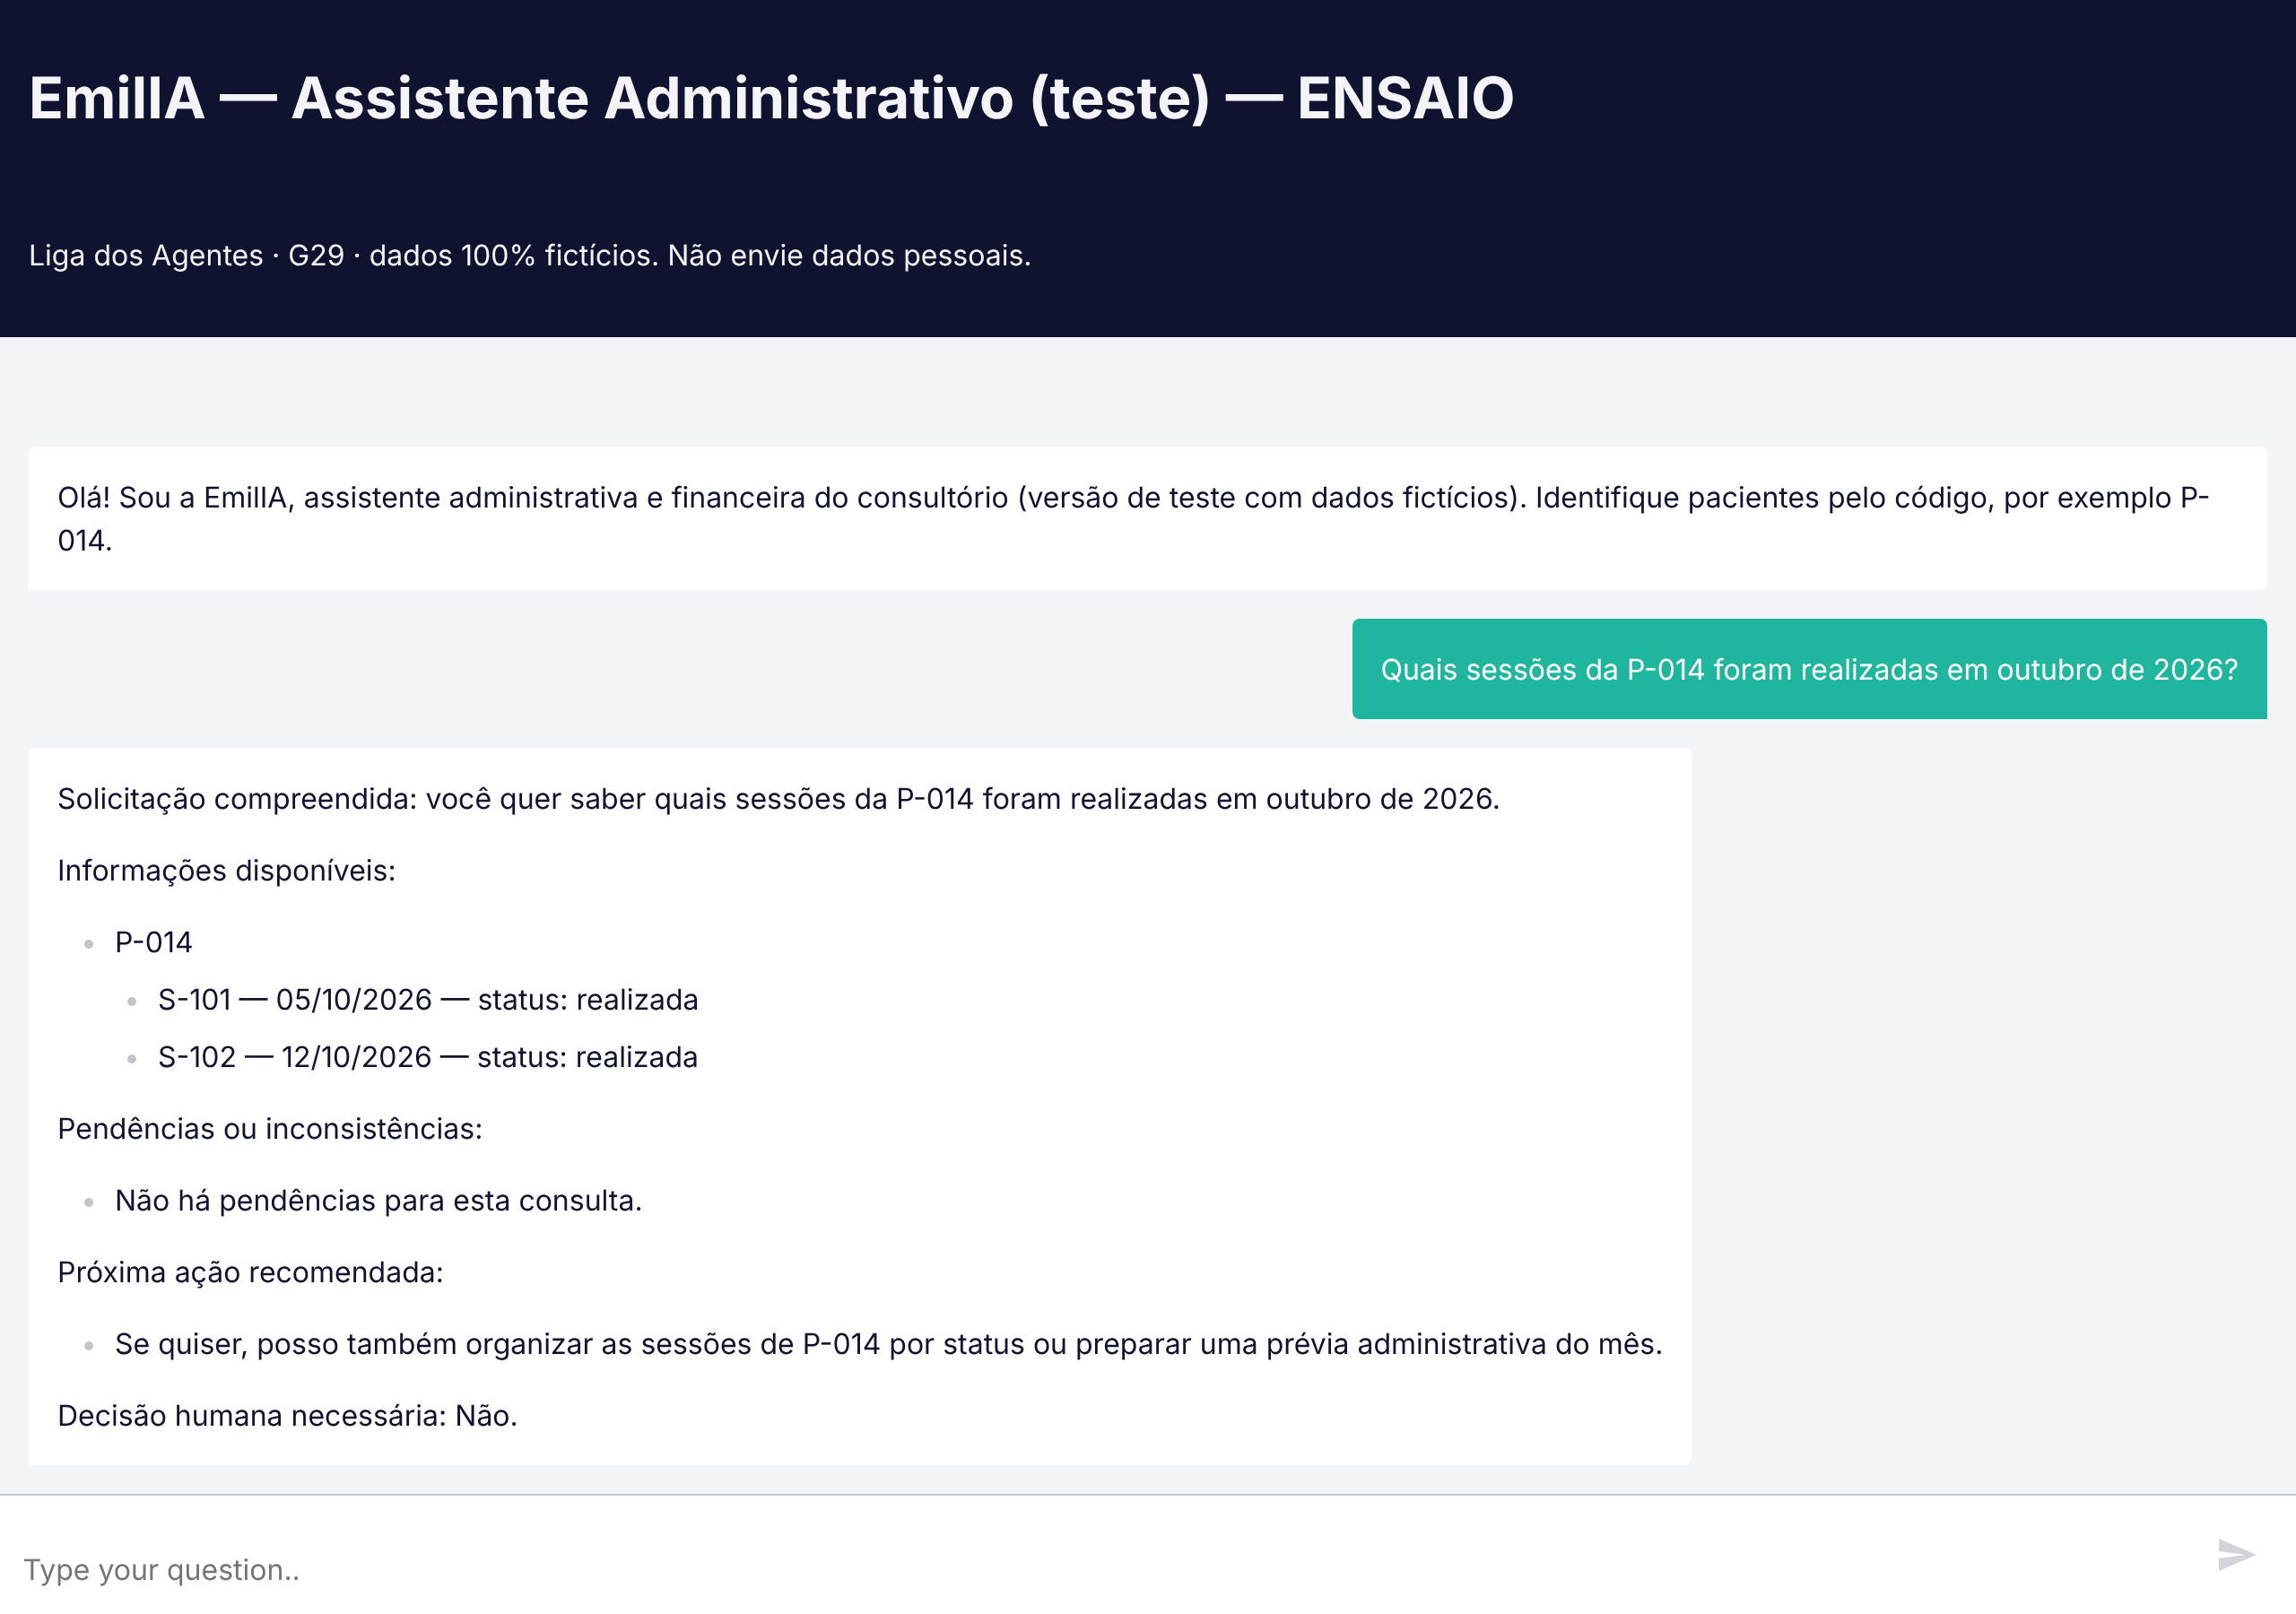 EmilIA — Assistente Administrativo (teste) — ENSAIO
Liga dos Agentes · G29 · dados 100% fictícios. Não envie dados pessoais.
Olá! Sou a EmilIA, assistente administrativa e financeira do consultório (versão de teste com dados fictícios). Identifique pacientes pelo código, por exemplo P-
014.
Quais sessões da P-014 foram realizadas em outubro de 2026?
Solicitação compreendida: você quer saber quais sessões da P-014 foram realizadas em outubro de 2026.
Informações disponíveis:
• P-014
• S-101 — 05/10/2026 — status: realizada
• S-102 — 12/10/2026 — status: realizada
Pendências ou inconsistências:
• Não há pendências para esta consulta.
Próxima ação recomendada:
• Se quiser, posso também organizar as sessões de P-014 por status ou preparar uma prévia administrativa do mês.
Decisão humana necessária: Não.
Type your question..